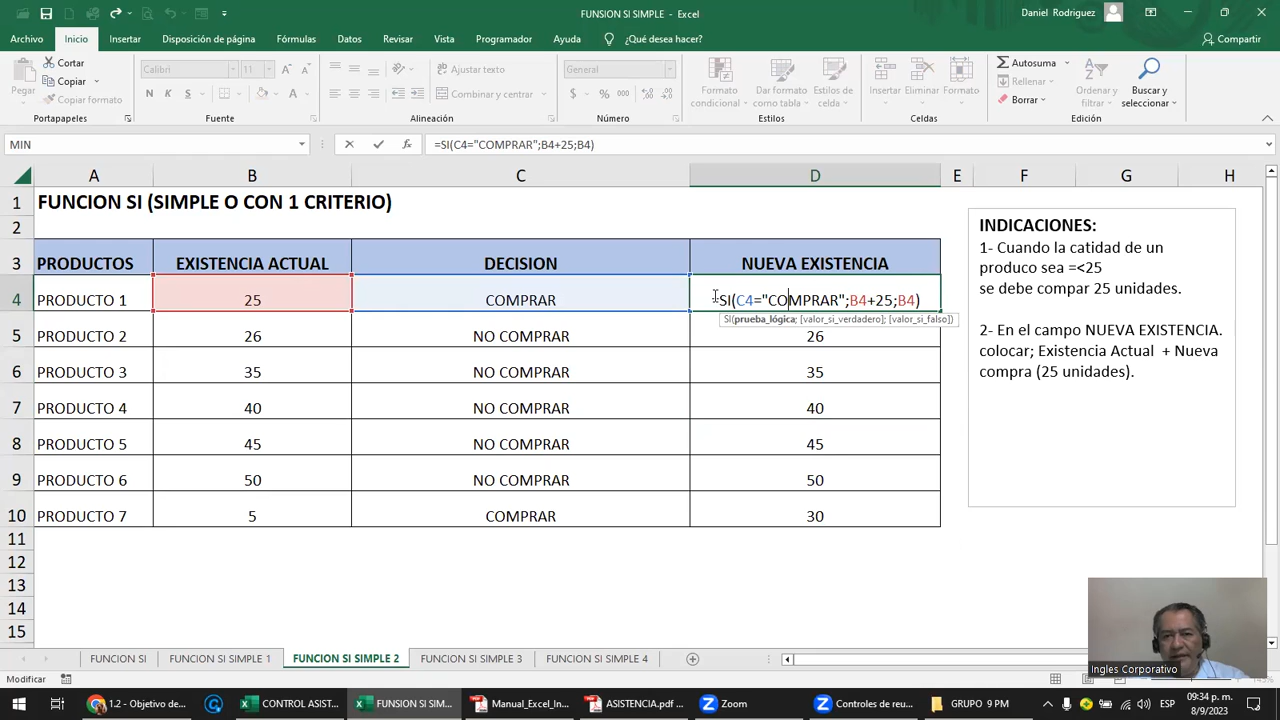 FUNSION SI SIMPLE - Excel
Daniel Rodriguez
Archivo Inicio Insertar Disposición de página Fórmulas Datos Revisar Vista Programador Ayuda ¿Qué desea hacer? Compartir
Pegar
Cortar
Copiar
Copiar formato
Portapapeles
Calibri 11
N K S
Fuente
Ajustar texto
Combinar y centrar
Alineación
General
$ % 000
Número
Formato condicional
Dar formato como tabla
Estilos de celda
Estilos
Insertar Eliminar Formato
Celdas
Autosuma
Rellenar
Borrar
Ordenar y filtrar
Buscar y seleccionar
Edición
MIN fx =SI(C4="COMPRAR";B4+25;B4)
A B C D E F G H
1 FUNCION SI (SIMPLE O CON 1 CRITERIO)
2
3 PRODUCTOS EXISTENCIA ACTUAL DECISION NUEVA EXISTENCIA
4 PRODUCTO 1 25 COMPRAR =SI(C4="COMPRAR";B4+25;B4)
SI(prueba_lógica; [valor_si_verdadero]; [valor_si_falso])
5 PRODUCTO 2 26 NO COMPRAR 26
6 PRODUCTO 3 35 NO COMPRAR 35
7 PRODUCTO 4 40 NO COMPRAR 40
8 PRODUCTO 5 45 NO COMPRAR 45
9 PRODUCTO 6 50 NO COMPRAR 50
10 PRODUCTO 7 5 COMPRAR 30
11
12
13
14
15
INDICACIONES:
1- Cuando la catidad de un
produco sea =<25
se debe compar 25 unidades.
2- En el campo NUEVA EXISTENCIA.
colocar; Existencia Actual + Nueva
compra (25 unidades).
Ingles Corporativo
FUNCION SI FUNCION SI SIMPLE 1 FUNCION SI SIMPLE 2 FUNCION SI SIMPLE 3 FUNCION SI SIMPLE 4
Modificar
1.2 - Objetivo de... CONTROL ASIST... FUNSION SI SIM... Manual_Excel_In... ASISTENCIA.pdf ... Zoom Controles de reu... GRUPO 9 PM ESP 09:34 p. m.
8/9/2023